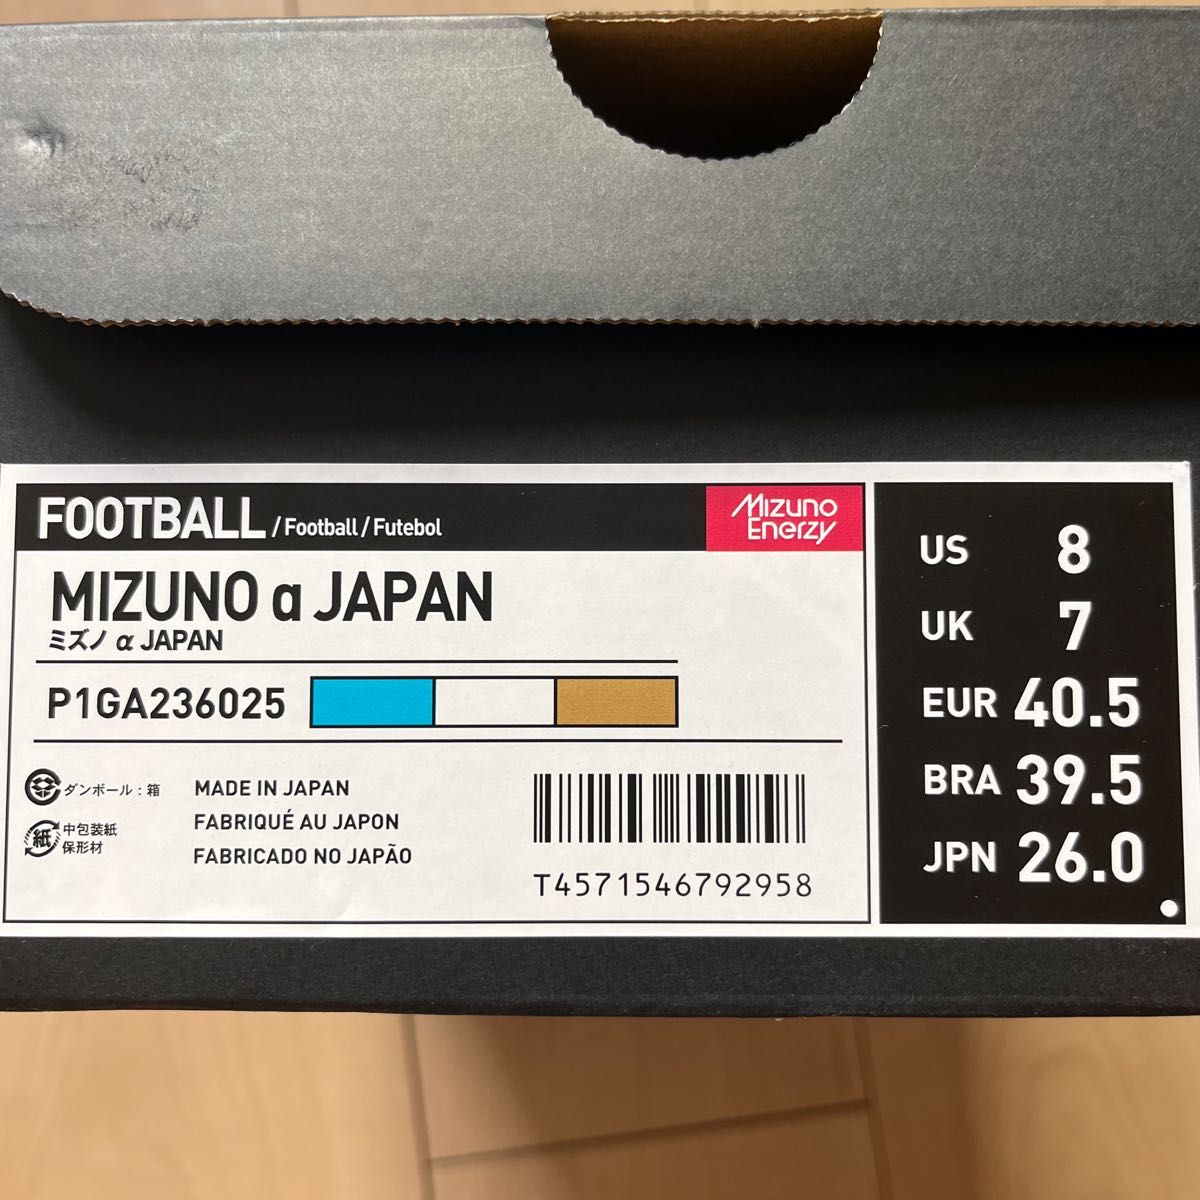 FOOTBALL / Football / Futebol
Mizuno
Enerzy
MIZUNO α JAPAN
ミズノ α JAPAN
P1GA236025
ダンボール：箱
紙
中包装紙
保形材
MADE IN JAPAN
FABRIQUÉ AU JAPON
FABRICADO NO JAPÃO
T4571546792958
US 8
UK 7
EUR 40.5
BRA 39.5
JPN 26.0